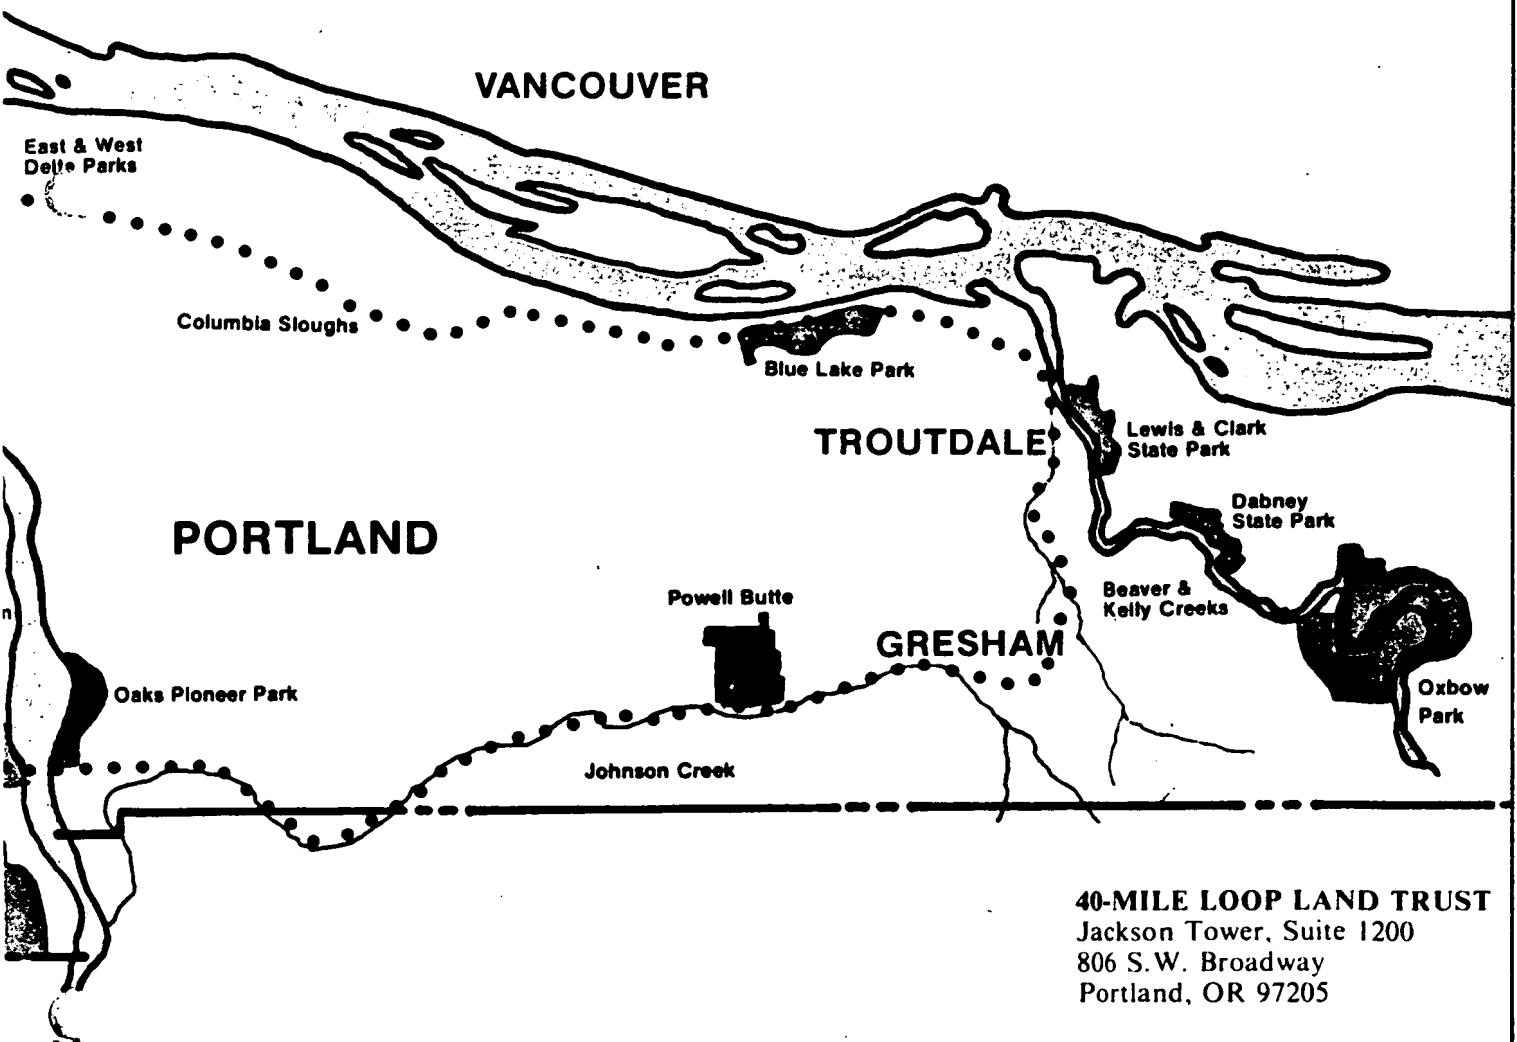 VANCOUVER
East & West
Delta Parks
Columbia Sloughs
Blue Lake Park
TROUTDALE
Lewis & Clark
State Park
Dabney
State Park
PORTLAND
Powell Butte
Beaver &
Kelly Creeks
GRESHAM
Oaks Pioneer Park
Oxbow
Park
Johnson Creek
40-MILE LOOP LAND TRUST
Jackson Tower, Suite 1200
806 S.W. Broadway
Portland, OR 97205